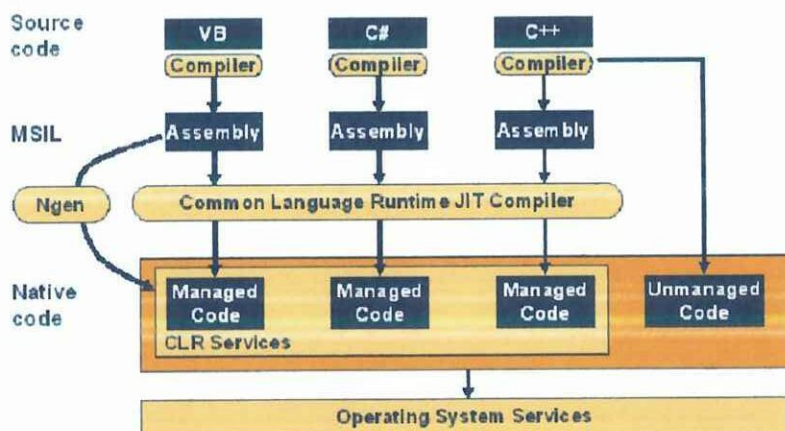 Source
code
VB
C#
C++
Compiler
Compiler
Compiler
MSIL
Assembly
Assembly
Assembly
Ngen
Common Language Runtime JIT Compiler
Native
code
Managed
Code
Managed
Code
Managed
Code
Unmanaged
Code
CLR Services
Operating System Services